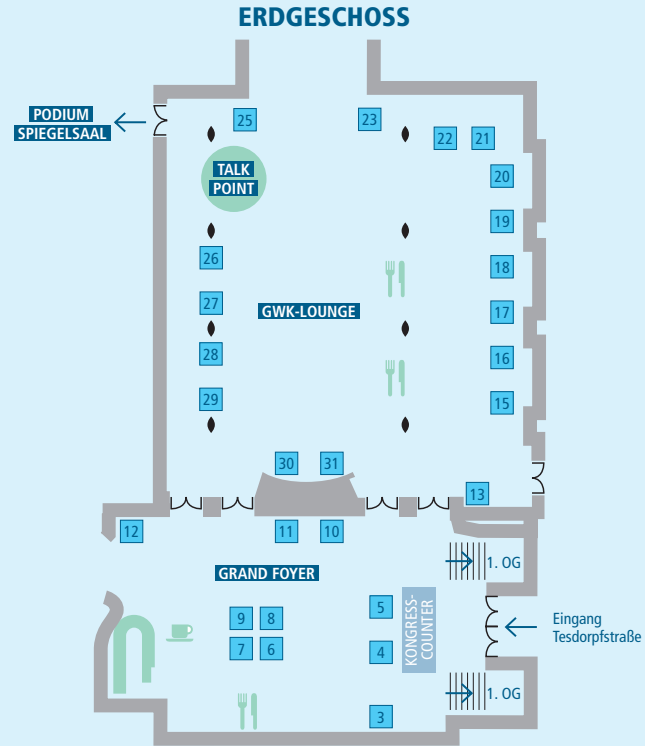 ERDGESCHOSS
PODIUM
SPIEGELSAAL
25
23
22
21
TALK
POINT
20
19
26
18
27
GWK-LOUNGE
17
28
16
29
15
30
31
13
12
11
10
1. OG
GRAND FOYER
5
KONGRESS-
COUNTER
9
8
Eingang
Tesdorpfstraße
7
6
4
1. OG
3